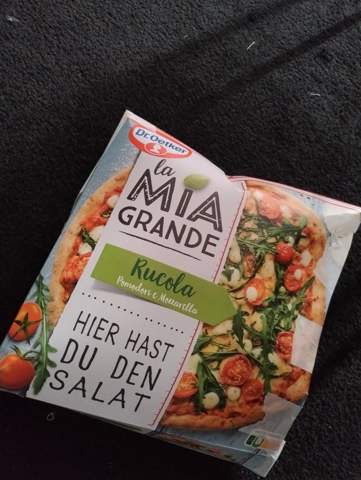 Dr. Oetker
la
MIA
GRANDE
Rucola
Pomodori & Mozzarella
HIER HAST
DU DEN
SALAT